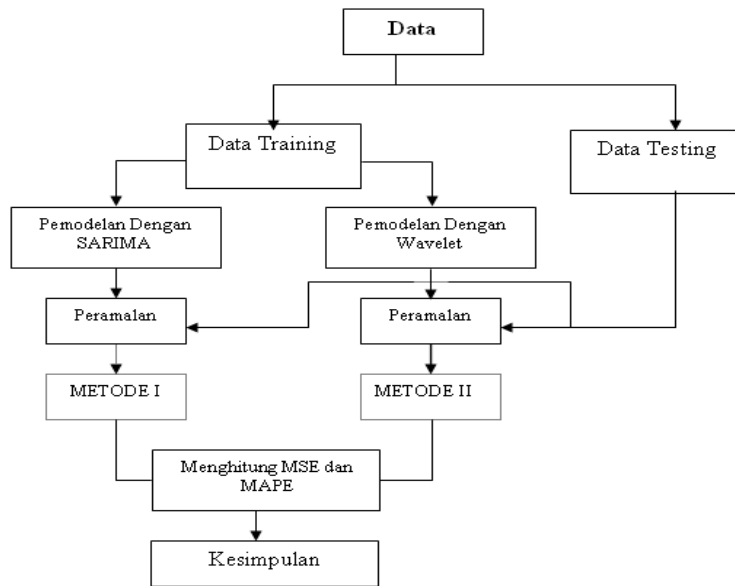 Data
Data Training
Data Testing
Pemodelan Dengan
SARIMA
Pemodelan Dengan
Wavelet
Peramalan
Peramalan
METODE I
METODE II
Menghitung MSE dan
MAPE
Kesimpulan